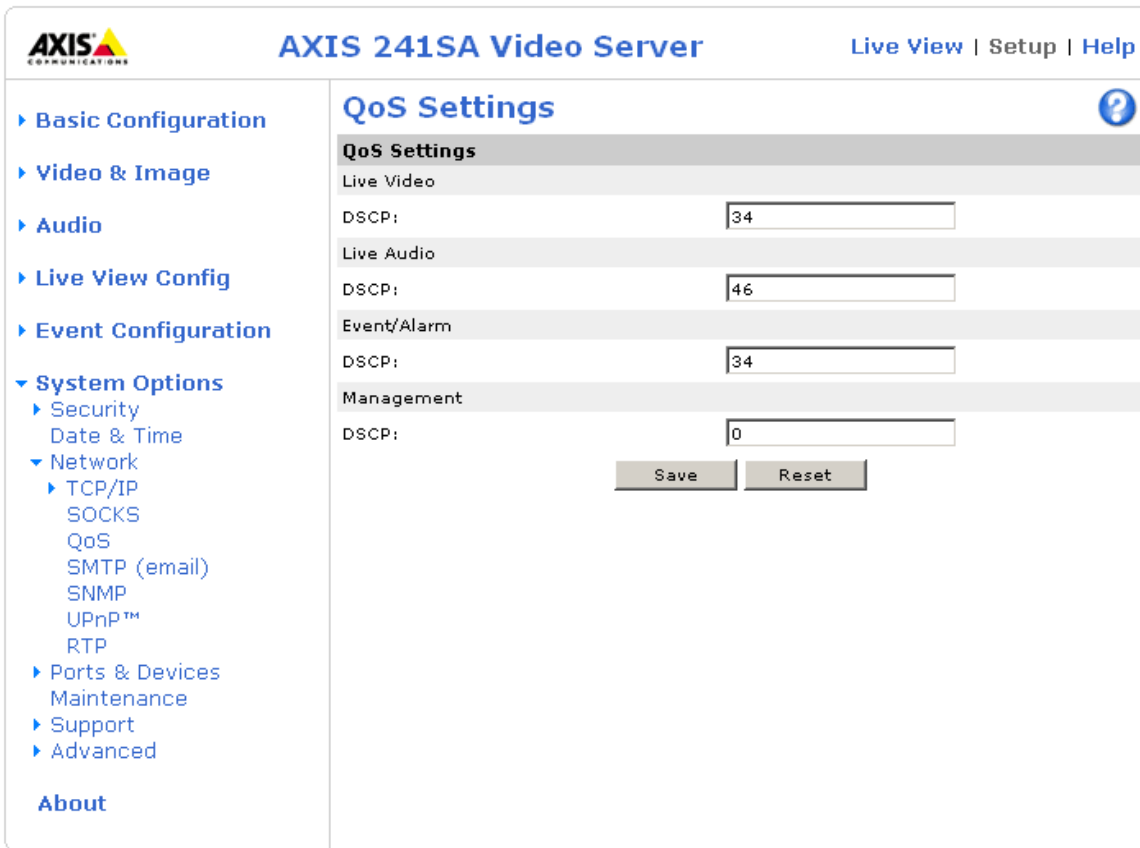 AXIS
COMMUNICATIONS
AXIS 241SA Video Server
Live View | Setup | Help
Basic Configuration
Video & Image
Audio
Live View Config
Event Configuration
System Options
Security
Date & Time
Network
TCP/IP
SOCKS
QoS
SMTP (email)
SNMP
UPnP™
RTP
Ports & Devices
Maintenance
Support
Advanced
About
QoS Settings
?
QoS Settings
Live Video
DSCP: 34
Live Audio
DSCP: 46
Event/Alarm
DSCP: 34
Management
DSCP: 0
Save Reset